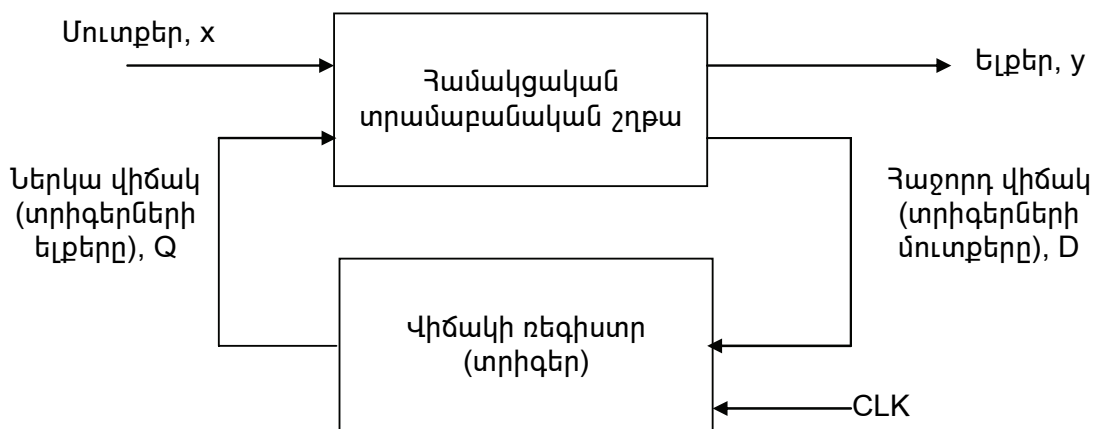 Մուտքեր, x
Ելքեր, y
Համակցական
տրամաբանական շղթա
Ներկա վիճակ
(տրիգերների
ելքերը), Q
Հաջորդ վիճակ
(տրիգերների
մուտքերը), D
Վիճակի ռեգիստր
(տրիգեր)
CLK